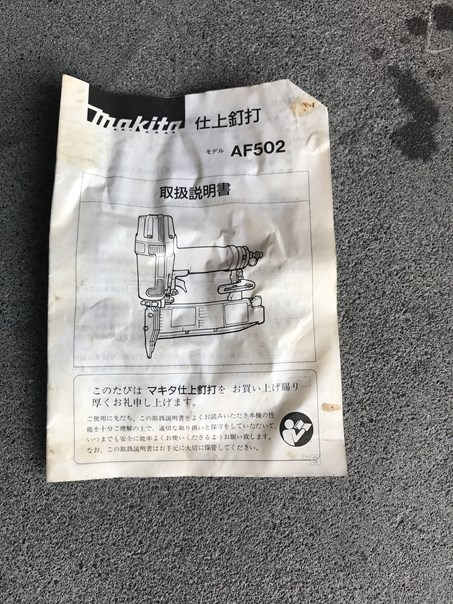 makita
仕上釘打
モデル AF502
取扱説明書
このたびは マキタ仕上釘打を お買い上げ賜り
厚くお礼申し上げます。
ご使用に先だち、この取扱説明書をよくお読みいただき本機の性
能を十分ご理解の上で、適切な取り扱いと保守をしていただいて、
いつまでも安全に能率よくお使いくださるようお願い致します。
なお、この取扱説明書はお手元に大切に保管してください。